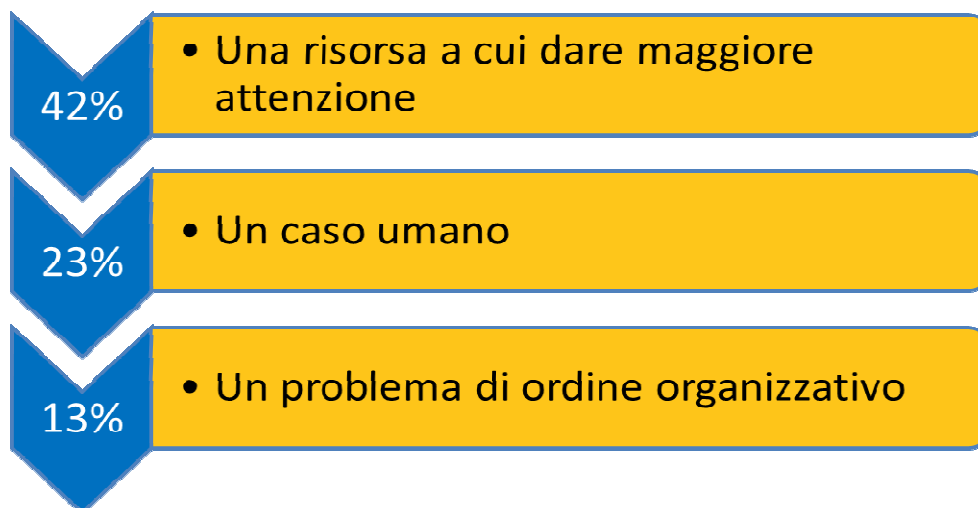 42%
• Una risorsa a cui dare maggiore
attenzione
23%
• Un caso umano
13%
• Un problema di ordine organizzativo